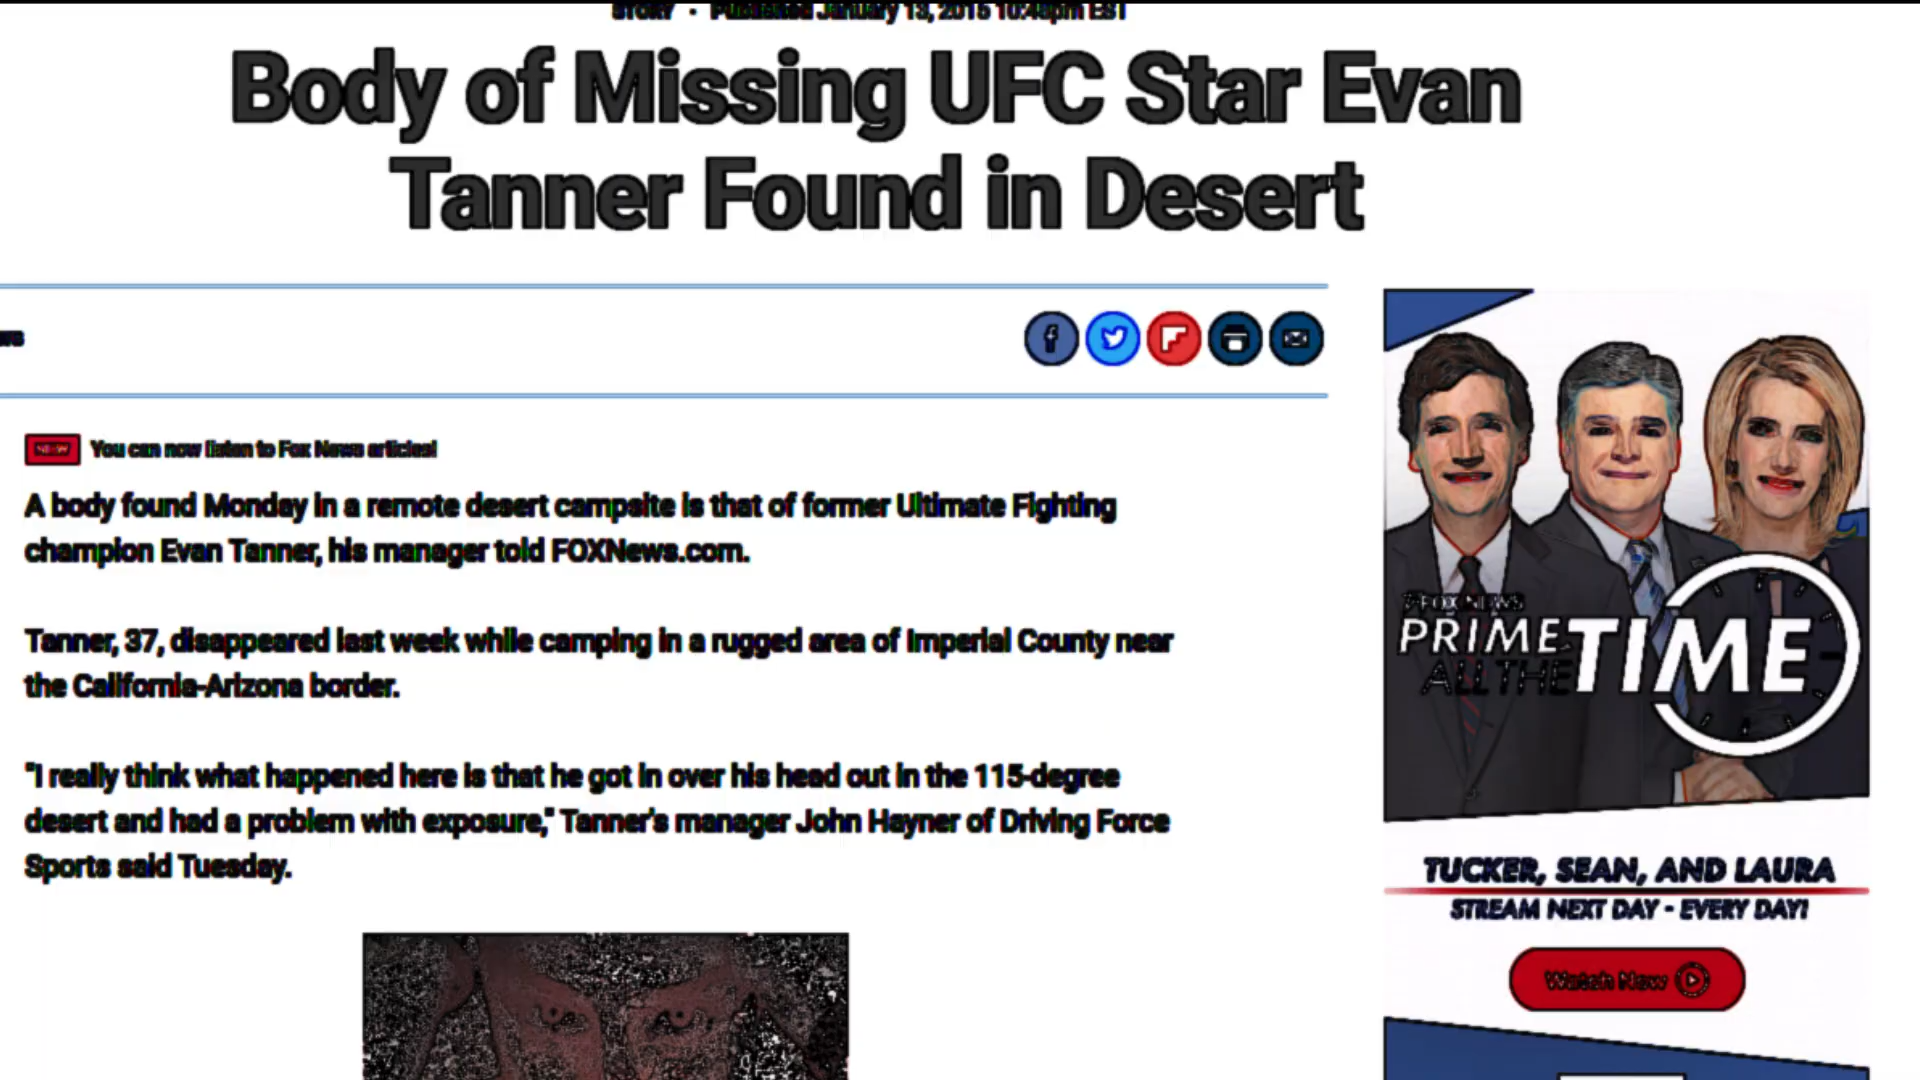 STORY • Published January 13, 2015 10:48pm EST
Body of Missing UFC Star Evan
Tanner Found in Desert
ws
NEW You can now listen to Fox News articles!
A body found Monday in a remote desert campsite is that of former Ultimate Fighting
champion Evan Tanner, his manager told FOXNews.com.
Tanner, 37, disappeared last week while camping in a rugged area of Imperial County near
the California-Arizona border.
"I really think what happened here is that he got in over his head out in the 115-degree
desert and had a problem with exposure," Tanner's manager John Hayner of Driving Force
Sports said Tuesday.
FOX NEWS
PRIMETIME
ALL THE
TUCKER, SEAN, AND LAURA
STREAM NEXT DAY - EVERY DAY!
Watch Now